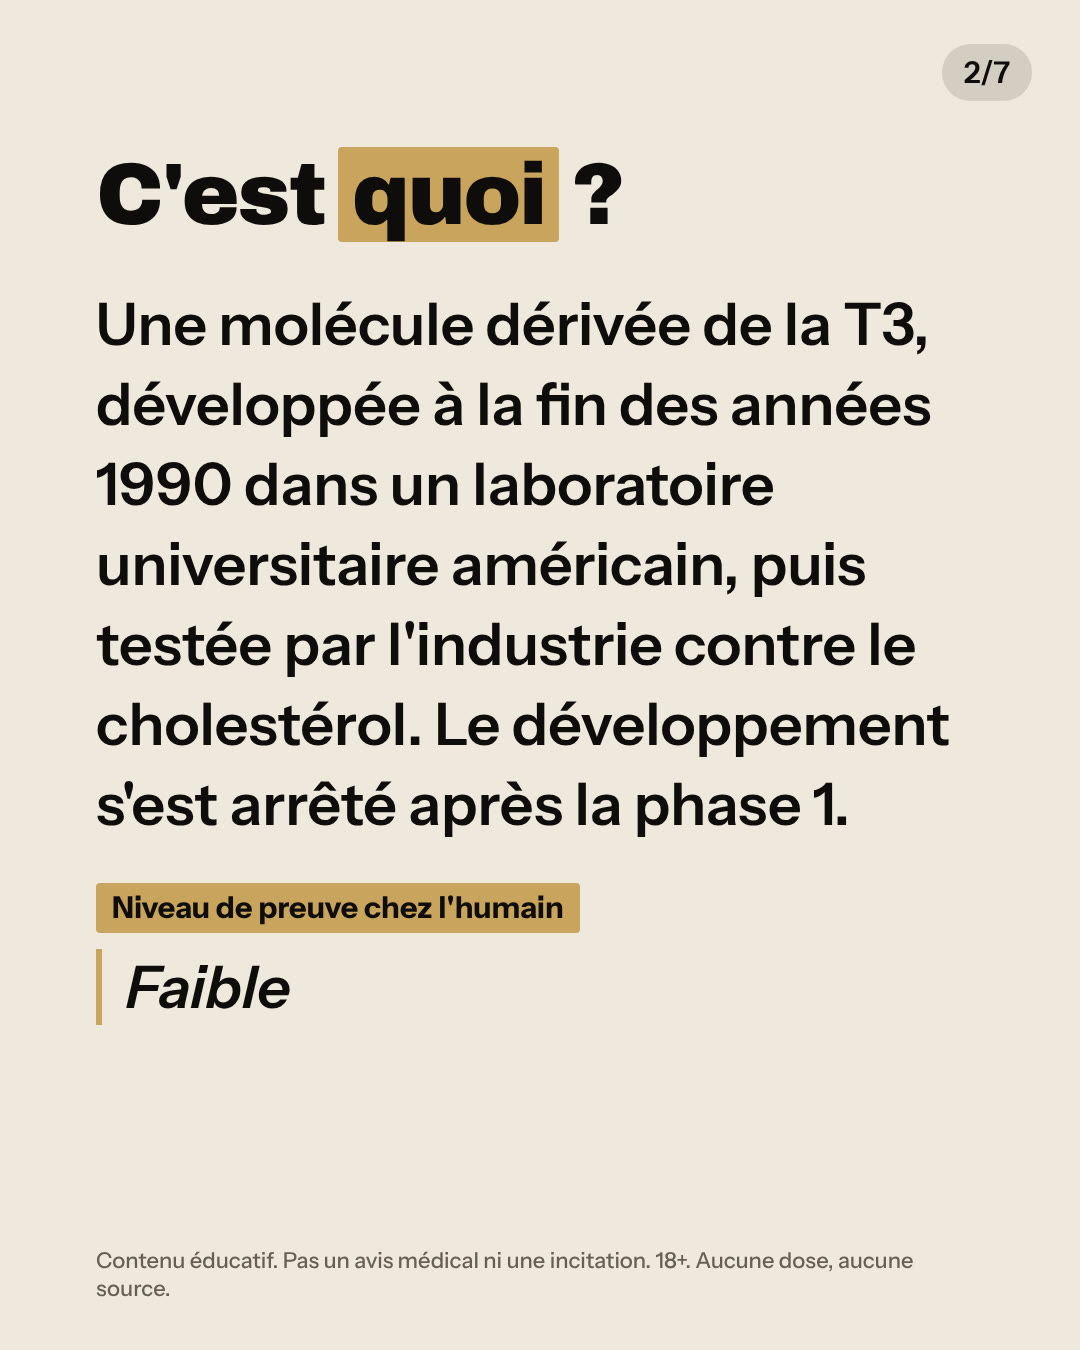 2/7
C'est quoi ?
Une molécule dérivée de la T3,
développée à la fin des années
1990 dans un laboratoire
universitaire américain, puis
testée par l'industrie contre le
cholestérol. Le développement
s'est arrêté après la phase 1.
Niveau de preuve chez l'humain
Faible
Contenu éducatif. Pas un avis médical ni une incitation. 18+. Aucune dose, aucune
source.